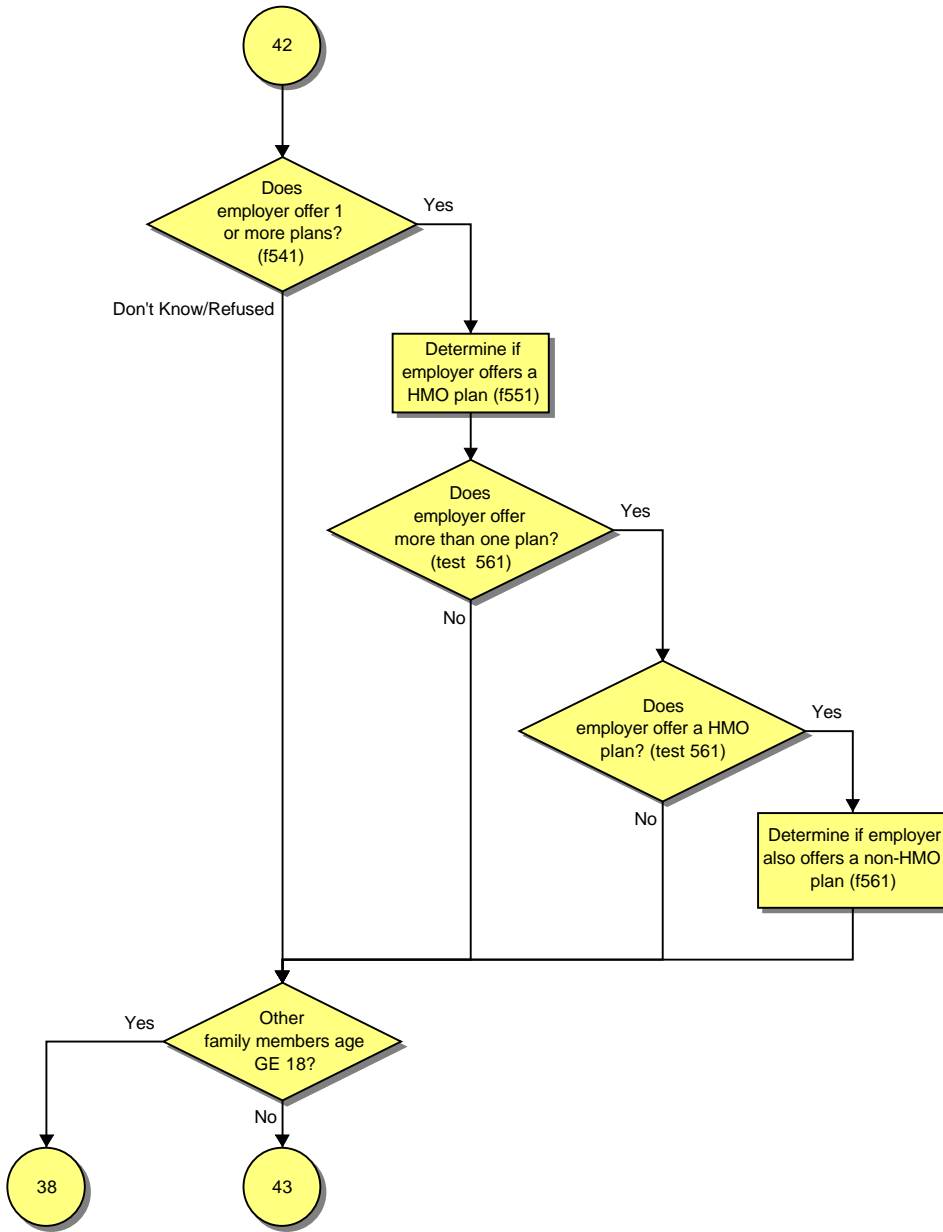 42
Does
employer offer 1
or more plans?
(f541)
Yes
Don't Know/Refused
Determine if
employer offers a
HMO plan (f551)
Does
employer offer
more than one plan?
(test 561)
Yes
No
Does
employer offer a HMO
plan? (test 561)
Yes
No
Determine if employer
also offers a non-HMO
plan (f561)
Other
family members age
GE 18?
Yes
No
38
43